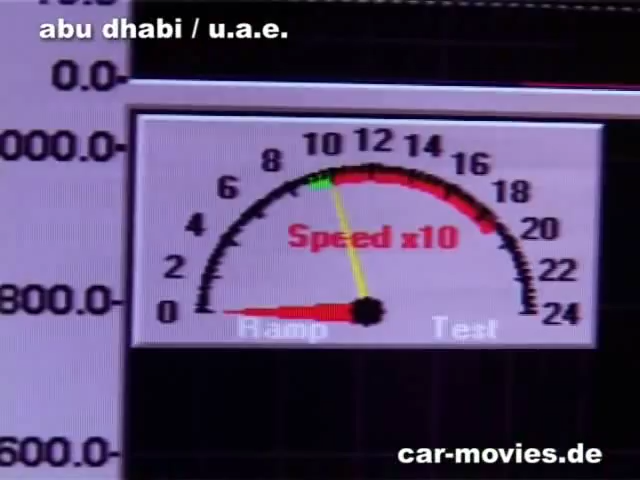 abu dhabi / u.a.e.
0.0-
000.0-
800.0-
600.0-
0 2 4 6 8 10 12 14 16 18 20 22 24
Speed x10
Ramp Test
car-movies.de